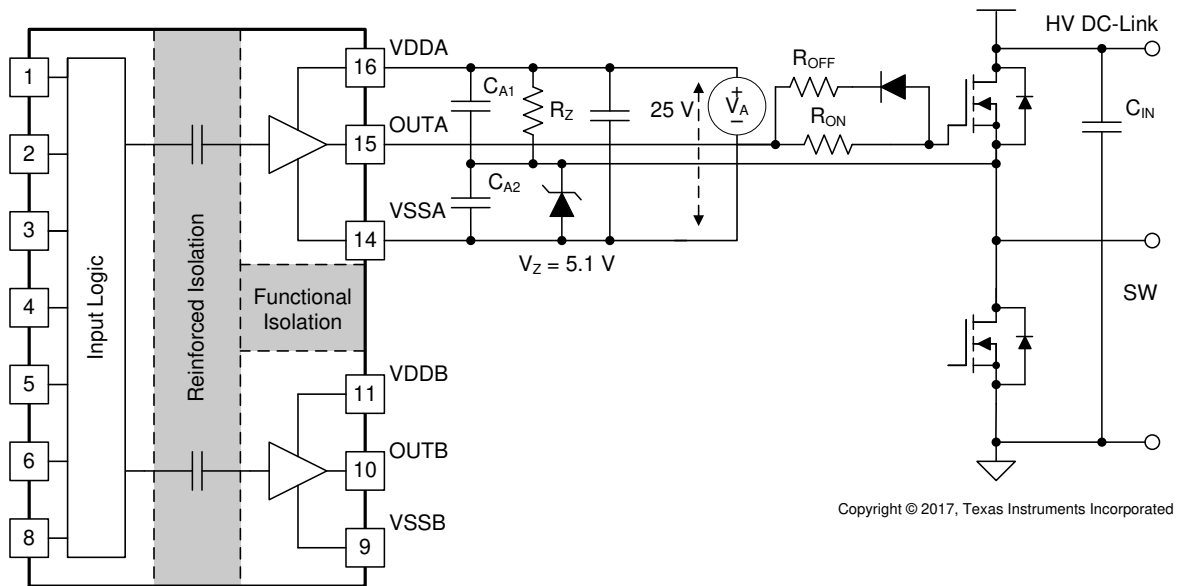 1
2
3
4
5
6
8
Input Logic
Reinforced Isolation
Functional
Isolation
16
15
14
11
10
9
VDDA
OUTA
VSSA
VDDB
OUTB
VSSB
CA1
RZ
CA2
VZ = 5.1 V
25 V
+
VA
–
ROFF
RON
HV DC-Link
CIN
SW
Copyright © 2017, Texas Instruments Incorporated